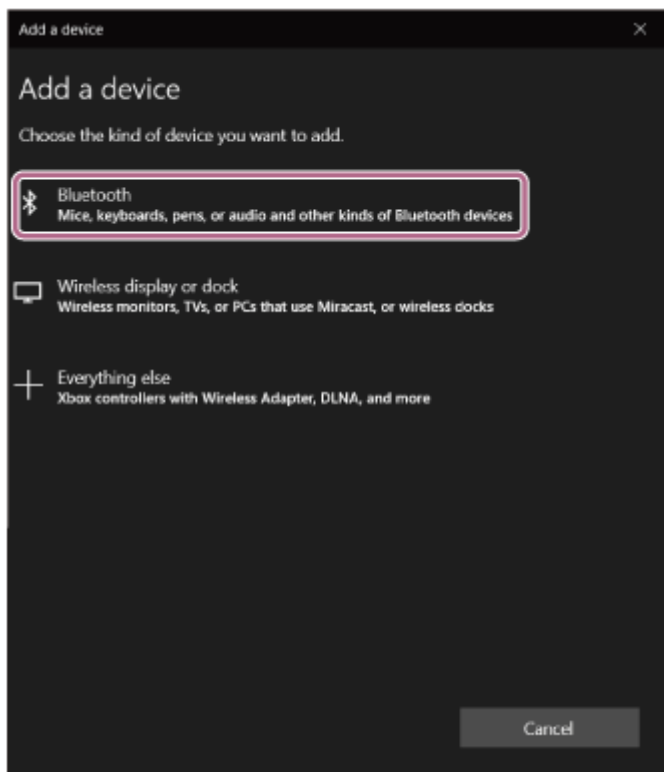 Add a device
Add a device
Choose the kind of device you want to add.
Bluetooth
Mice, keyboards, pens, or audio and other kinds of Bluetooth devices
Wireless display or dock
Wireless monitors, TVs, or PCs that use Miracast, or wireless docks
Everything else
Xbox controllers with Wireless Adapter, DLNA, and more
Cancel